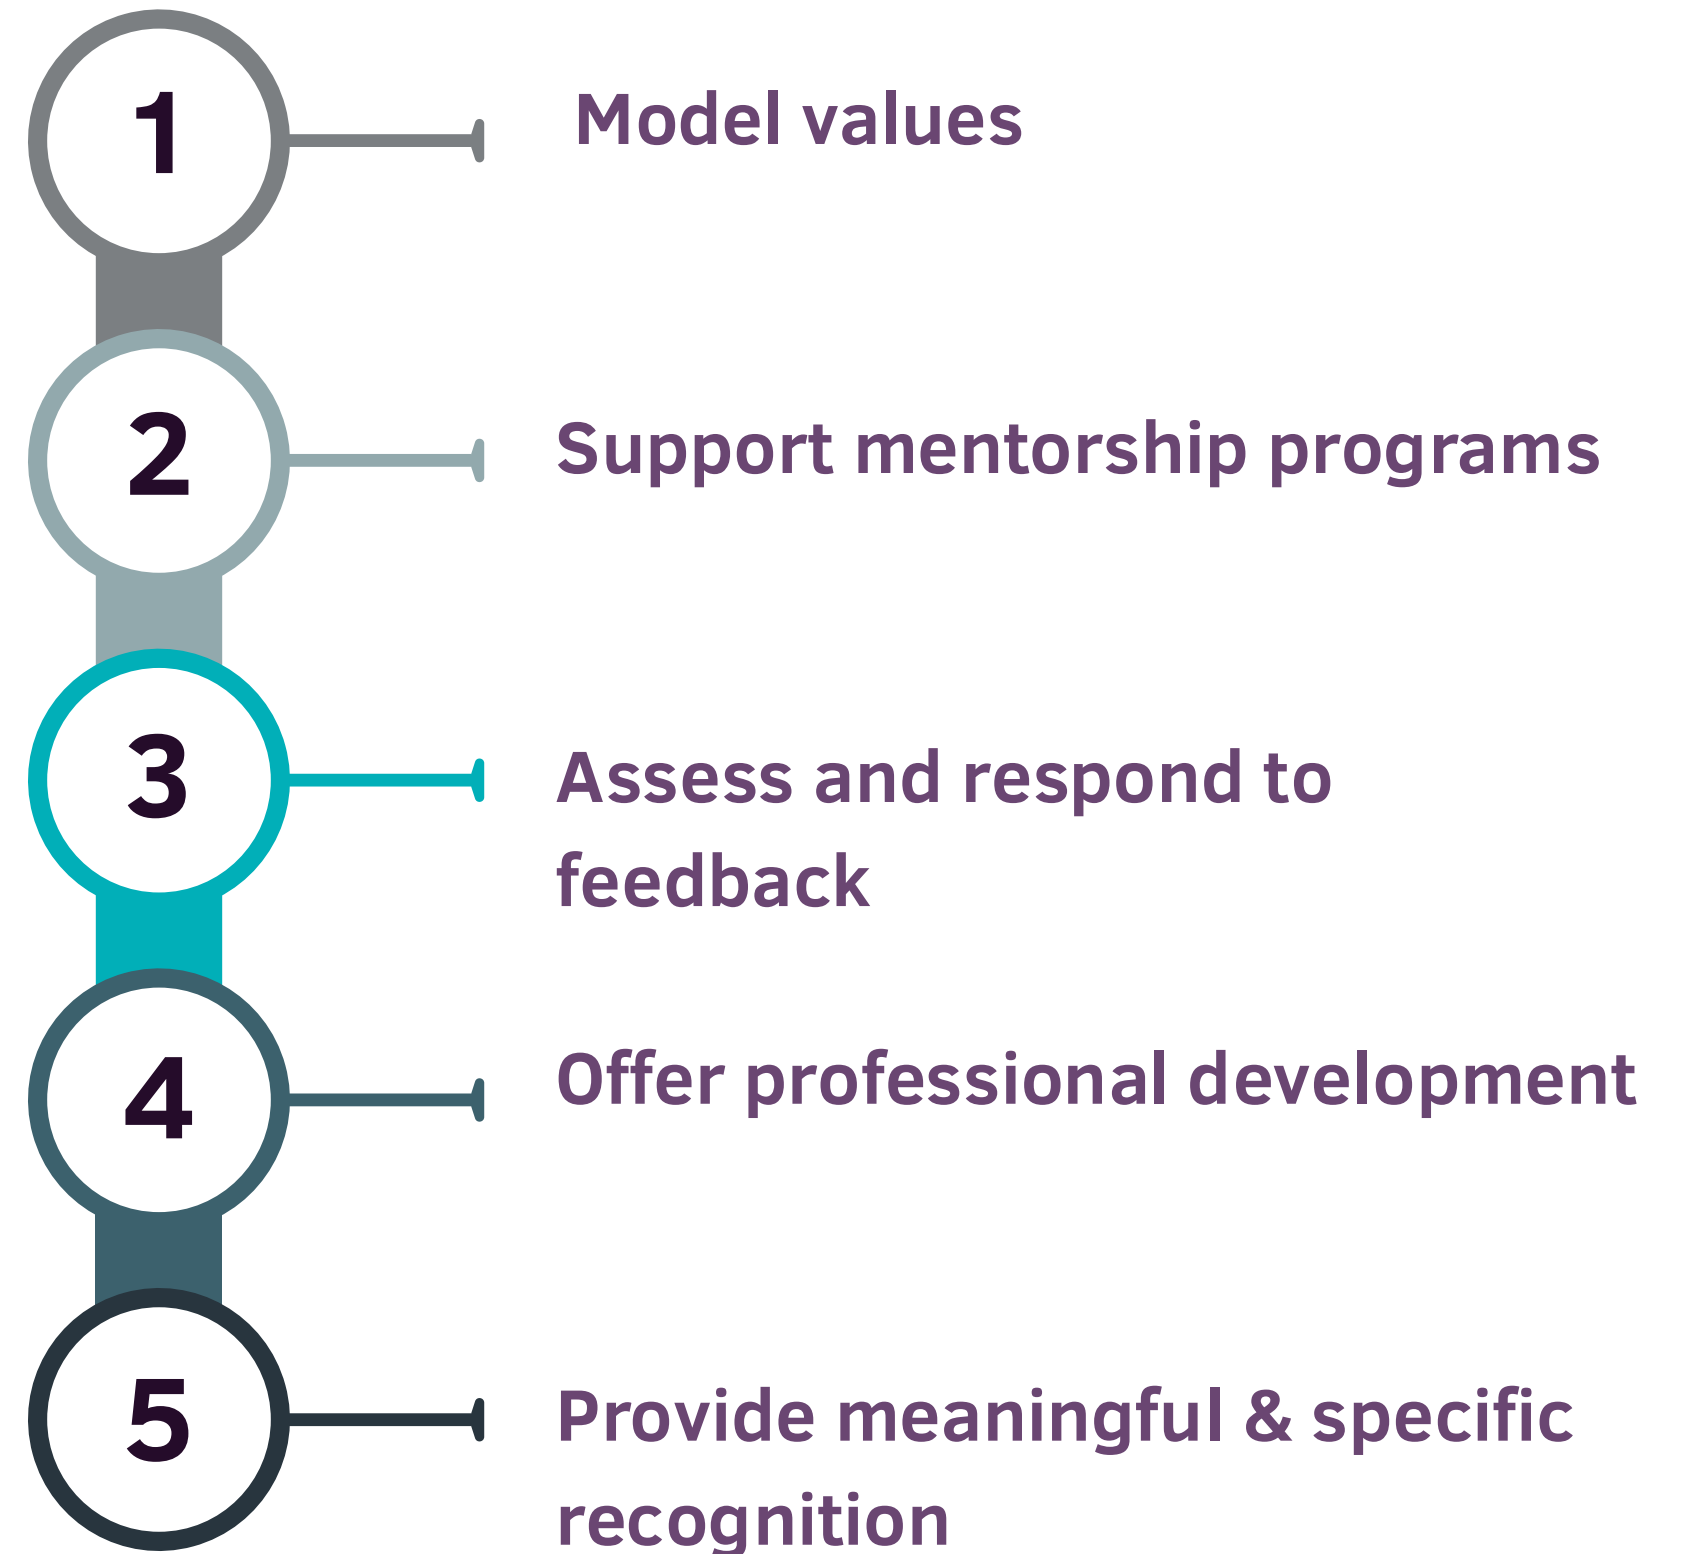 1
Model values
2
Support mentorship programs
3
Assess and respond to
feedback
4
Offer professional development
5
Provide meaningful & specific
recognition